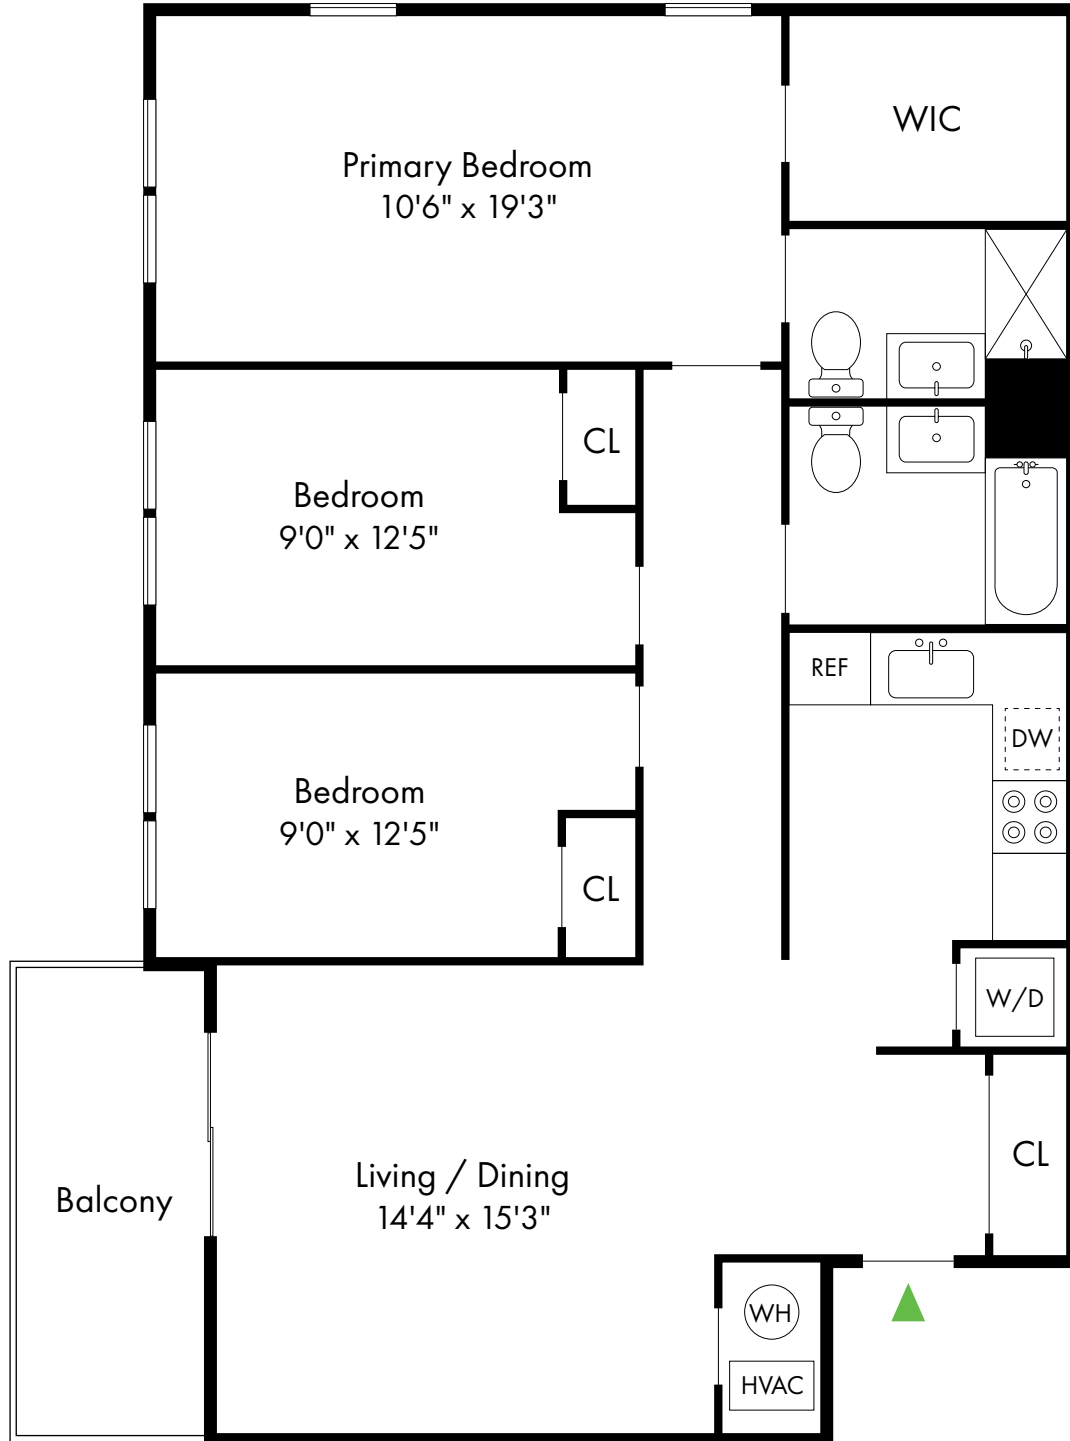 WIC
Primary Bedroom
10'6" x 19'3"
CL
Bedroom
9'0" x 12'5"
REF
DW
Bedroom
9'0" x 12'5"
CL
W/D
CL
Living / Dining
14'4" x 15'3"
Balcony
WH
HVAC